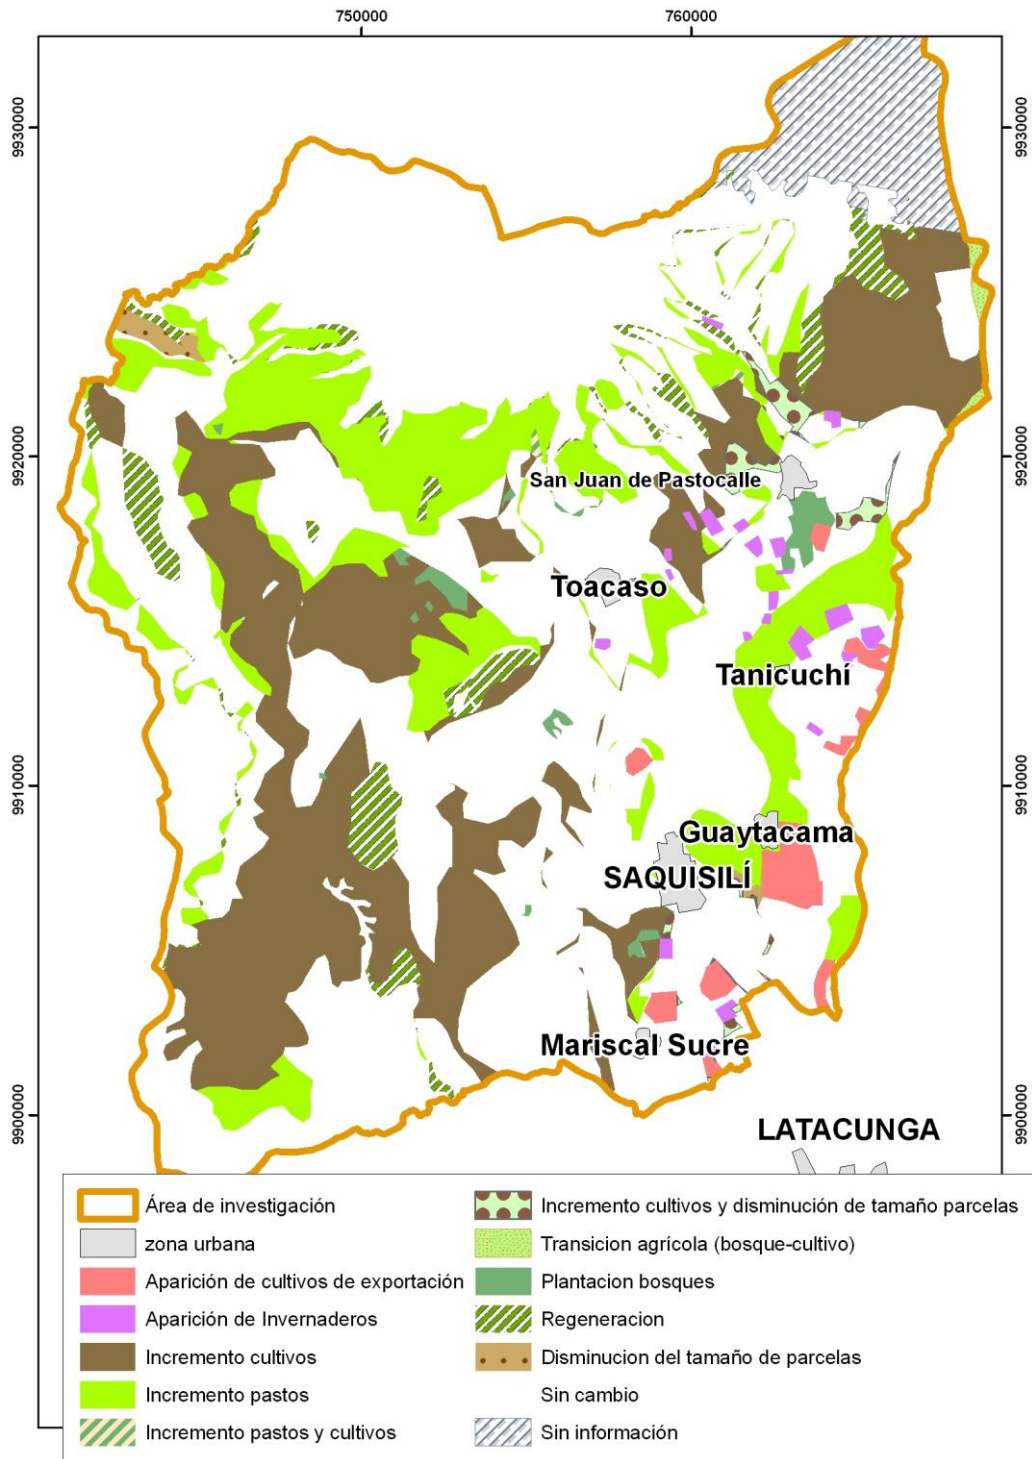 750000
760000
9930000
9930000
9920000
9920000
San Juan de Pastocalle
Toacaso
Tanicuchí
9910000
9910000
Guaytacama
SAQUISILÍ
Mariscal Sucre
9900000
9900000
LATACUNGA
Área de investigación
zona urbana
Aparición de cultivos de exportación
Aparición de Invernaderos
Incremento cultivos
Incremento pastos
Incremento pastos y cultivos
Incremento cultivos y disminución de tamaño parcelas
Transicion agrícola (bosque-cultivo)
Plantacion bosques
Regeneracion
Disminucion del tamaño de parcelas
Sin cambio
Sin información